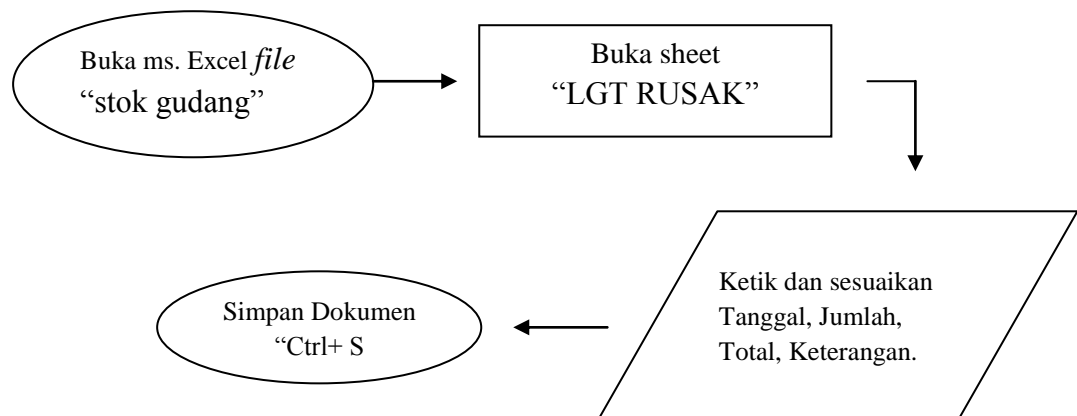 Buka ms. Excel file
“stok gudang”
Buka sheet
“LGT RUSAK”
Ketik dan sesuaikan
Tanggal, Jumlah,
Total, Keterangan.
Simpan Dokumen
“Ctrl+ S